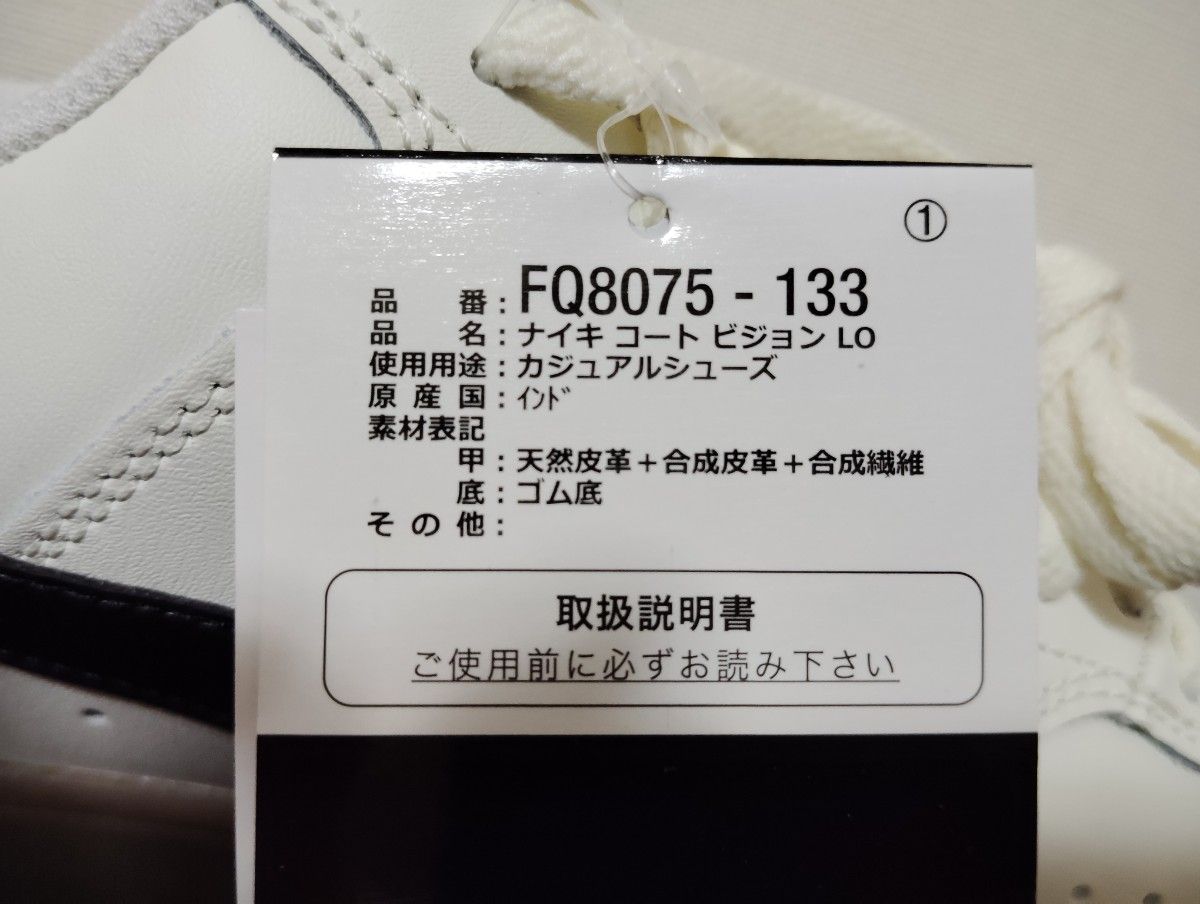 ①
品番:FQ8075 - 133
品名:ナイキ コート ビジョン LO
使用用途:カジュアルシューズ
原産国:ｲﾝﾄﾞ
素材表記
甲:天然皮革+合成皮革+合成繊維
底:ゴム底
その他:
取扱説明書
ご使用前に必ずお読み下さい